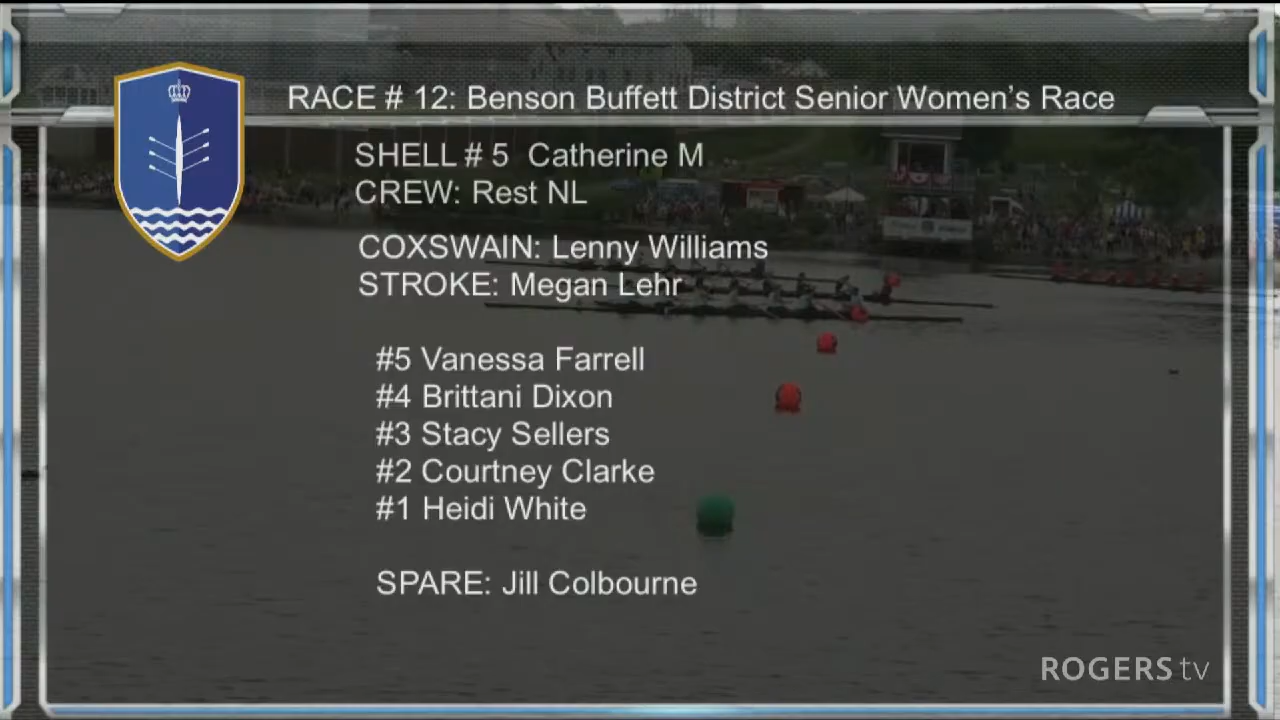 RACE # 12: Benson Buffett District Senior Women’s Race
SHELL # 5 Catherine M
CREW: Rest NL
COXSWAIN: Lenny Williams
STROKE: Megan Lehr
#5 Vanessa Farrell
#4 Brittani Dixon
#3 Stacy Sellers
#2 Courtney Clarke
#1 Heidi White
SPARE: Jill Colbourne
ROGERS tv